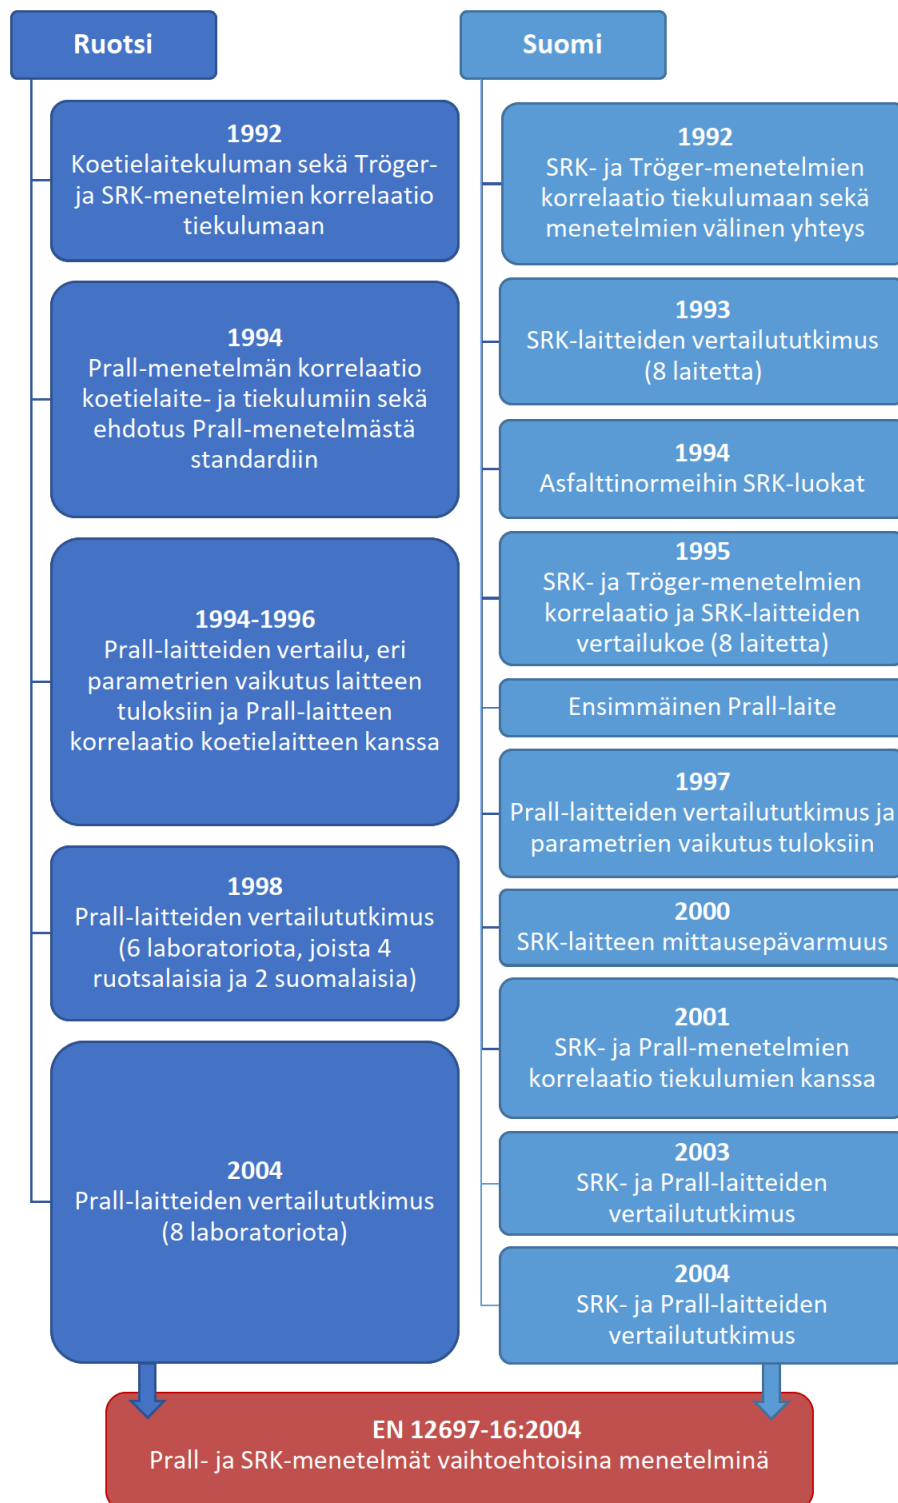 Ruotsi
1992
Koetielaitekuluman sekä Tröger-
ja SRK-menetelmien korrelaatio
tiekulumaan
1994
Prall-menetelmän korrelaatio
koetielaite- ja tiekulumiin sekä
ehdotus Prall-menetelmästä
standardiin
1994-1996
Prall-laitteiden vertailu, eri
parametrien vaikutus laitteen
tuloksiin ja Prall-laitteen
korrelaatio koetielaitteen kanssa
1998
Prall-laitteiden vertailututkimus
(6 laboratoriota, joista 4
ruotsalaisia ja 2 suomalaisia)
2004
Prall-laitteiden vertailututkimus
(8 laboratoriota)
Suomi
1992
SRK- ja Tröger-menetelmien
korrelaatio tiekulumaan sekä
menetelmien välinen yhteys
1993
SRK-laitteiden vertailututkimus
(8 laitetta)
1994
Asfalttinormeihin SRK-luokat
1995
SRK- ja Tröger-menetelmien
korrelaatio ja SRK-laitteiden
vertailukoe (8 laitetta)
Ensimmäinen Prall-laite
1997
Prall-laitteiden vertailututkimus ja
parametrien vaikutus tuloksiin
2000
SRK-laitteen mittausepävarmuus
2001
SRK- ja Prall-menetelmien
korrelaatio tiekulumien kanssa
2003
SRK- ja Prall-laitteiden
vertailututkimus
2004
SRK- ja Prall-laitteiden
vertailututkimus
EN 12697-16:2004
Prall- ja SRK-menetelmät vaihtoehtoisina menetelminä